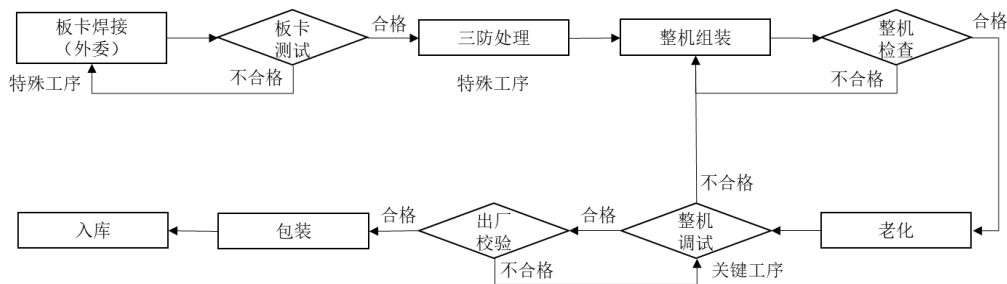 板卡焊接
（外委）
板卡
测试
合格
三防处理
整机组装
整机
检查
合格
特殊工序
不合格
特殊工序
不合格
不合格
入库
包装
合格
出厂
校验
合格
整机
调试
老化
不合格
关键工序